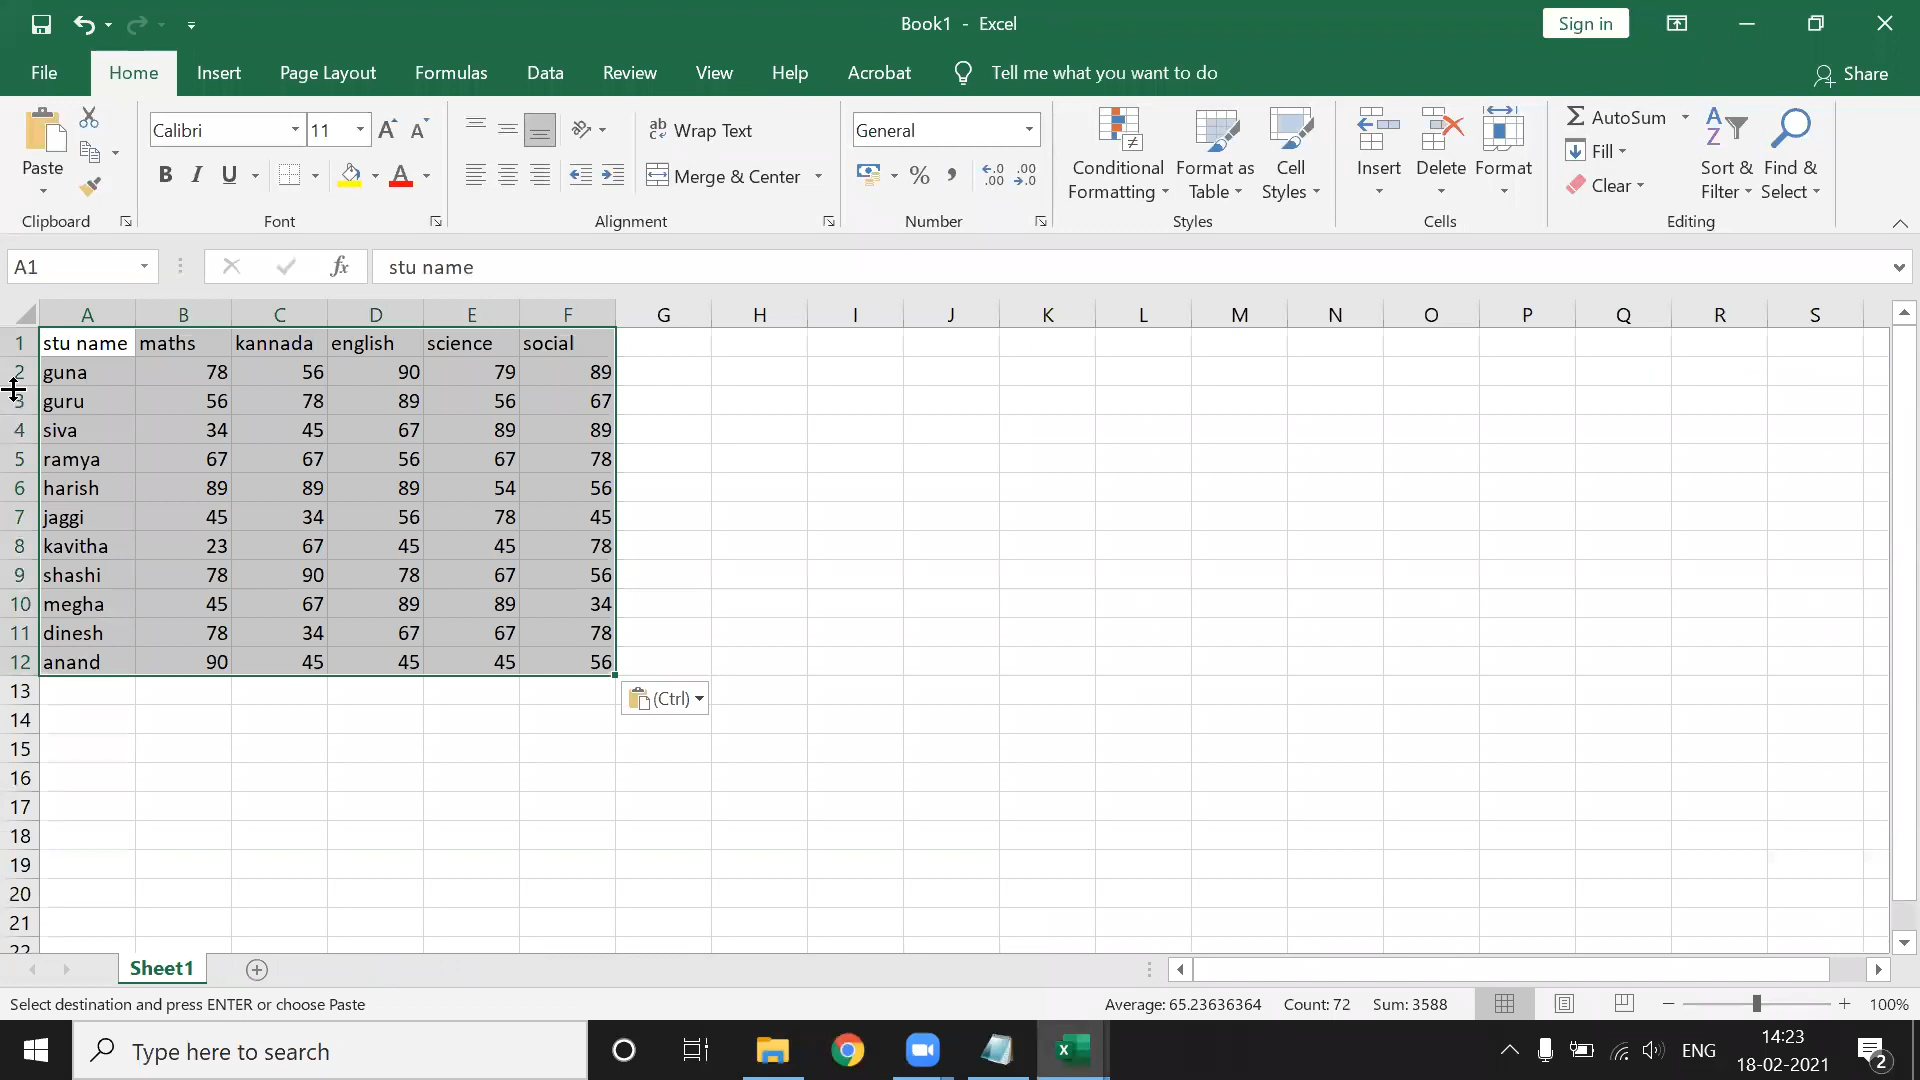 Book1 - Excel
Sign in
File Home Insert Page Layout Formulas Data Review View Help Acrobat Tell me what you want to do Share
Paste
Clipboard
Calibri 11
B I U
Font
ab Wrap Text
Merge & Center
Alignment
General
% ,
Number
Conditional Formatting
Format as Table
Cell Styles
Styles
Insert Delete Format
Cells
AutoSum
Fill
Clear
Sort & Filter
Find & Select
Editing
A1 fx stu name
A B C D E F G H I J K L M N O P Q R S
1 stu name maths kannada english science social
2 guna 78 56 90 79 89
3 guru 56 78 89 56 67
4 siva 34 45 67 89 89
5 ramya 67 67 56 67 78
6 harish 89 89 89 54 56
7 jaggi 45 34 56 78 45
8 kavitha 23 67 45 45 78
9 shashi 78 90 78 67 56
10 megha 45 67 89 89 34
11 dinesh 78 34 67 67 78
12 anand 90 45 45 45 56
13 (Ctrl)
14
15
16
17
18
19
20
21
22
Sheet1
Select destination and press ENTER or choose Paste Average: 65.23636364 Count: 72 Sum: 3588 100%
Type here to search ENG 14:23
18-02-2021 2